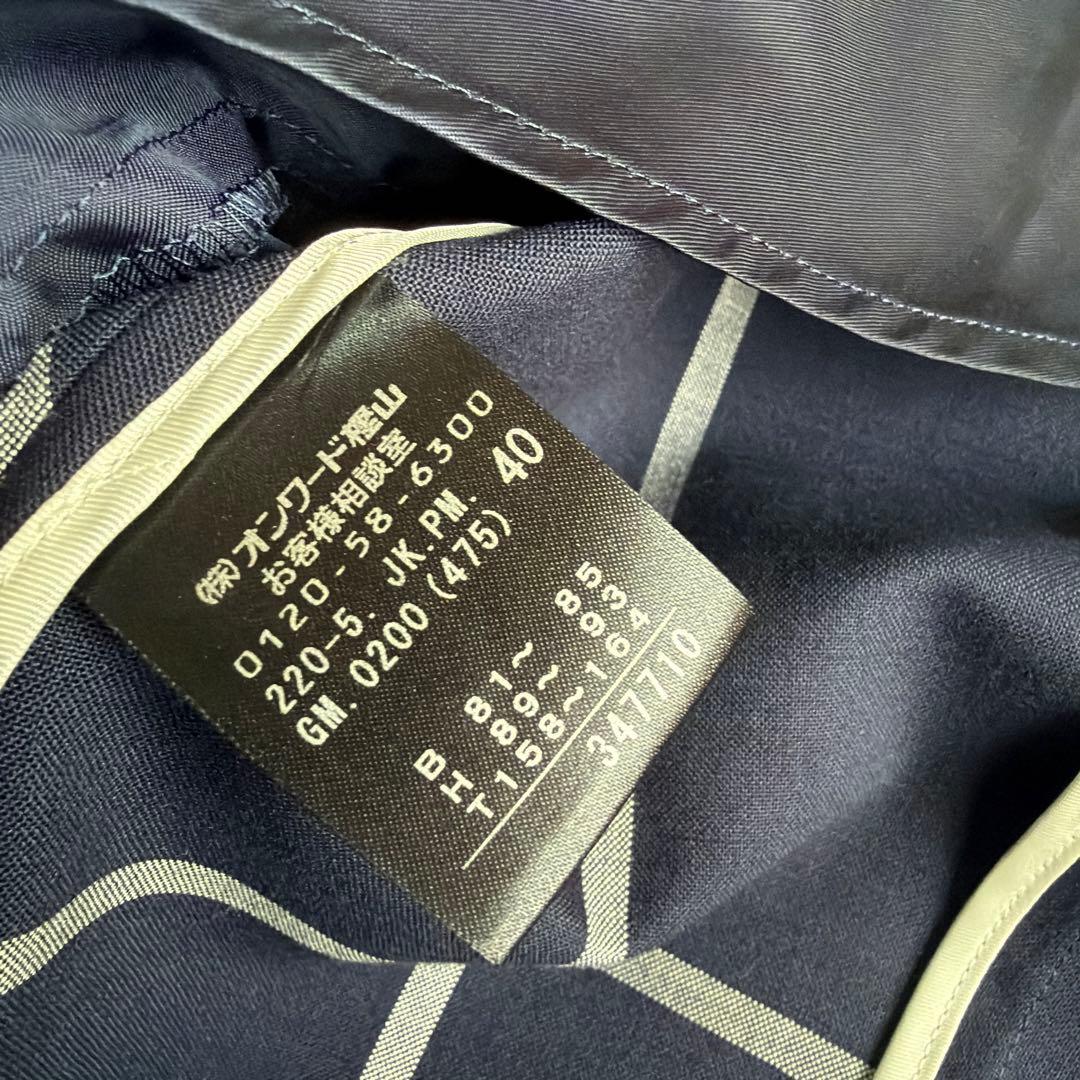 (株)オンワード樫山
お客様相談室
0120-58-6300
220-5. JK.PM. 40
GM.0200(475)
B 81~ 85
H 89~ 93
T158~164
347710